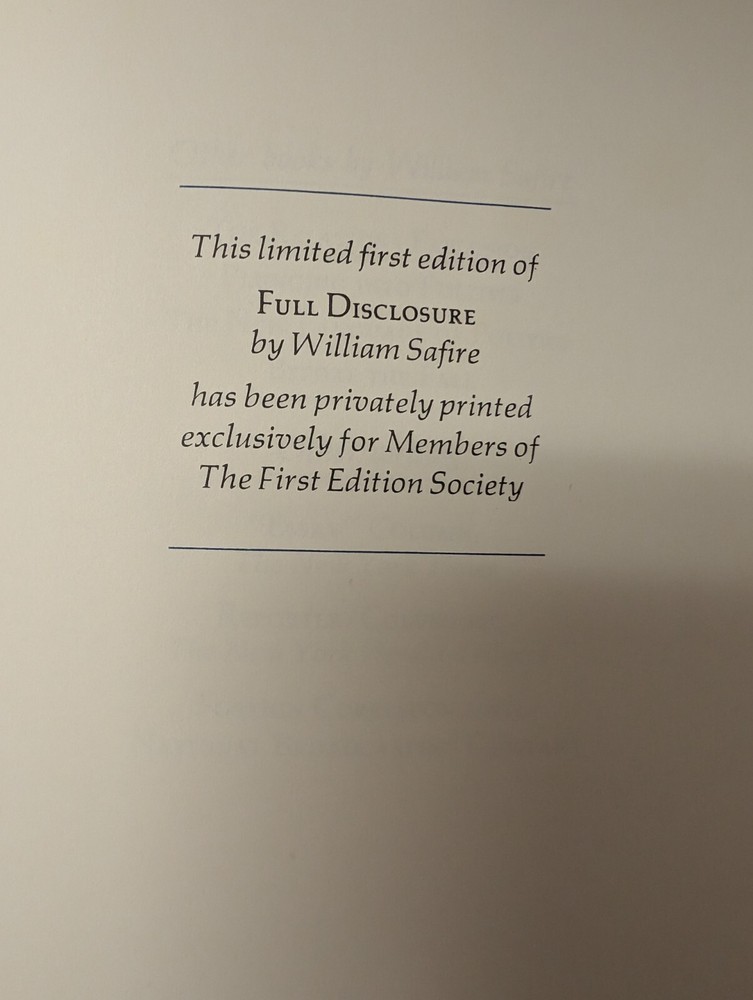 This limited first edition of
FULL DISCLOSURE
by William Safire
has been privately printed
exclusively for Members of
The First Edition Society